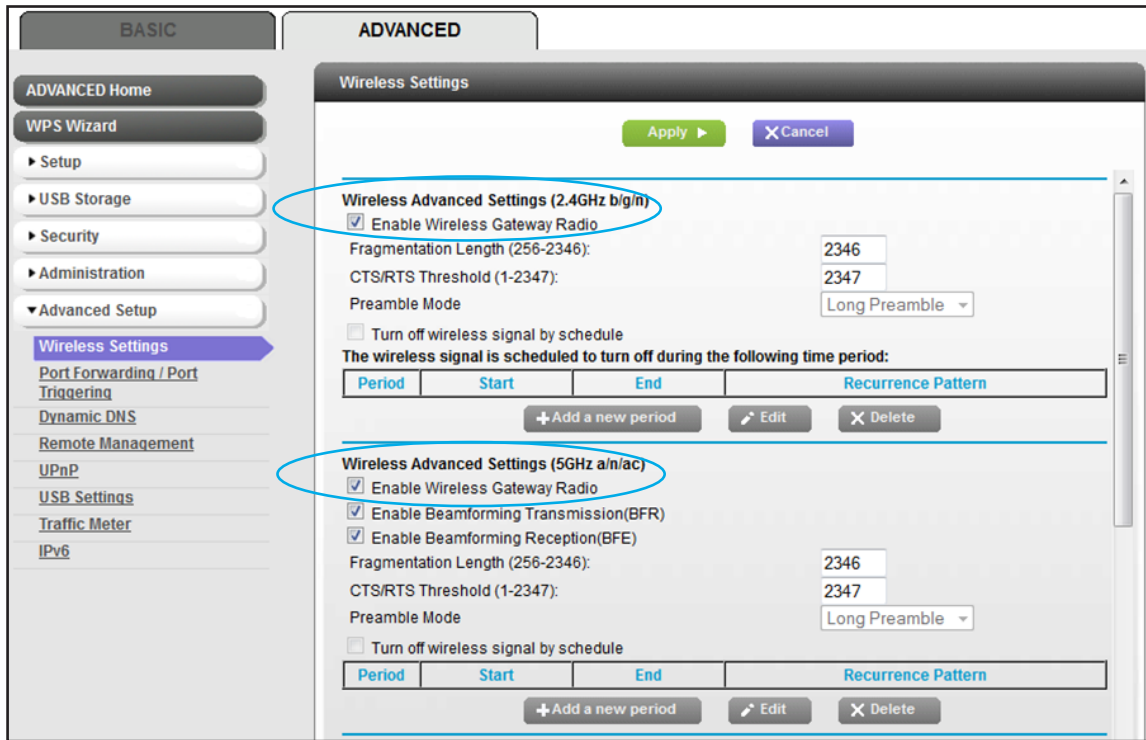 BASIC
ADVANCED
ADVANCED Home
WPS Wizard
Setup
USB Storage
Security
Administration
Advanced Setup
Wireless Settings
Port Forwarding / Port
Triggering
Dynamic DNS
Remote Management
UPnP
USB Settings
Traffic Meter
IPv6
Wireless Settings
Apply
Cancel
Wireless Advanced Settings (2.4GHz b/g/n)
Enable Wireless Gateway Radio
Fragmentation Length (256-2346): 2346
CTS/RTS Threshold (1-2347): 2347
Preamble Mode Long Preamble
Turn off wireless signal by schedule
The wireless signal is scheduled to turn off during the following time period:
Period Start End Recurrence Pattern
Add a new period Edit Delete
Wireless Advanced Settings (5GHz a/n/ac)
Enable Wireless Gateway Radio
Enable Beamforming Transmission(BFR)
Enable Beamforming Reception(BFE)
Fragmentation Length (256-2346): 2346
CTS/RTS Threshold (1-2347): 2347
Preamble Mode Long Preamble
Turn off wireless signal by schedule
Period Start End Recurrence Pattern
Add a new period Edit Delete